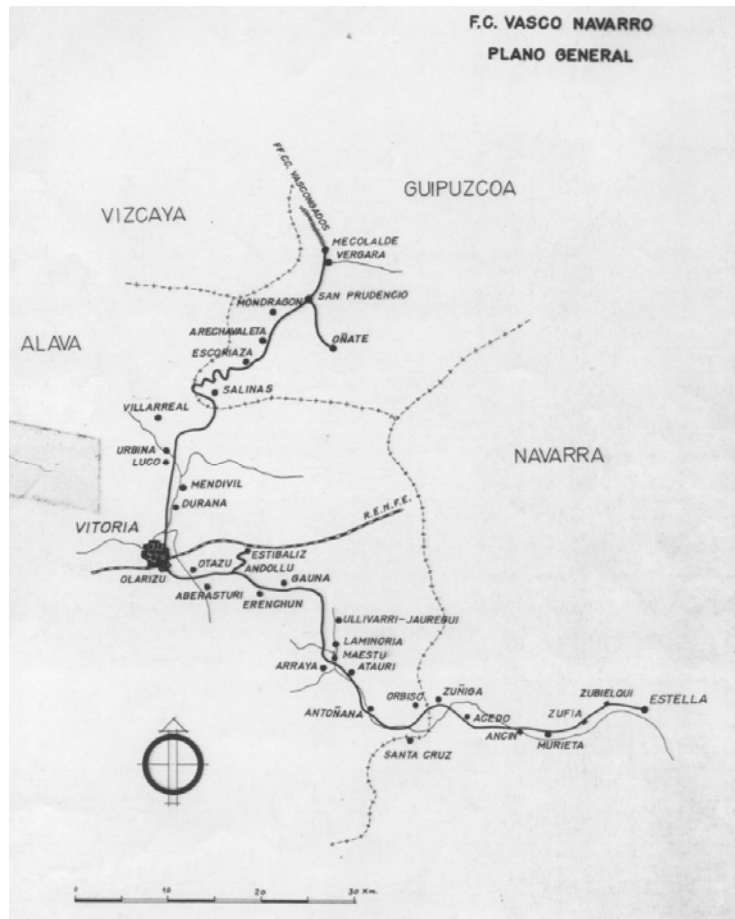 F.C. VASCO NAVARRO
PLANO GENERAL
FF.CC. VASCONGADOS
GUIPUZCOA
VIZCAYA
MECOLALDE
VERGARA
SAN PRUDENCIO
MONDRAGON
ARECHAVALETA
OÑATE
ALAVA
ESCORIAZA
SALINAS
VILLARREAL
URBINA
LUCO
NAVARRA
MENDIVIL
DURANA
R.E.N.F.E.
VITORIA
ESTIBALIZ
OTAZU
ANDOLLU
OLARIZU
GAUNA
ABERASTURI
ERENCHUN
ULLIVARRI-JAUREGUI
LAMINORIA
MAESTU
ARRAYA
ATAURI
ORBISO
ZUÑIGA
ZUBIELQUI
ESTELLA
ANTOÑANA
ACEDO
ZUFIA
ANCIN
MURIETA
SANTA CRUZ
0 10 20 30 Km.